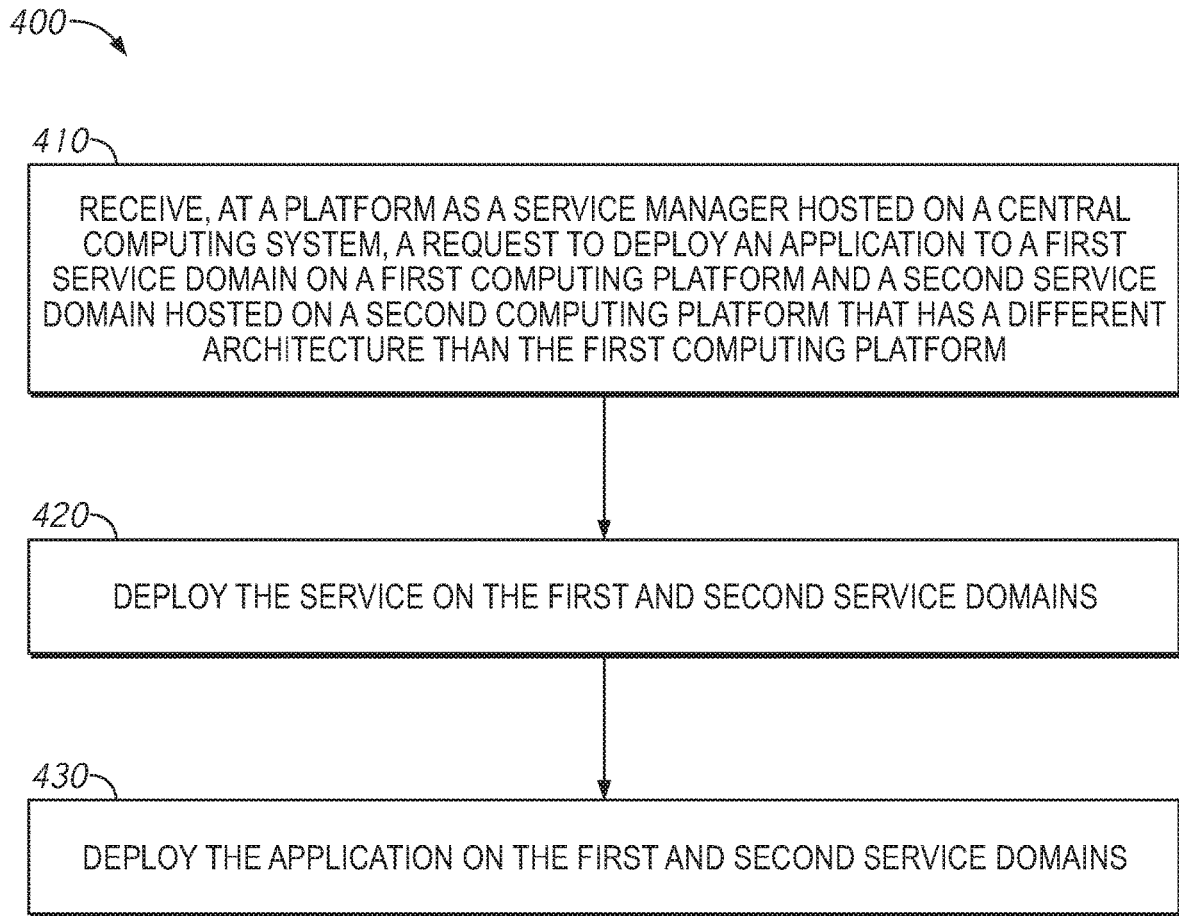 400
410
RECEIVE, AT A PLATFORM AS A SERVICE MANAGER HOSTED ON A CENTRAL
COMPUTING SYSTEM, A REQUEST TO DEPLOY AN APPLICATION TO A FIRST
SERVICE DOMAIN ON A FIRST COMPUTING PLATFORM AND A SECOND SERVICE
DOMAIN HOSTED ON A SECOND COMPUTING PLATFORM THAT HAS A DIFFERENT
ARCHITECTURE THAN THE FIRST COMPUTING PLATFORM
420
DEPLOY THE SERVICE ON THE FIRST AND SECOND SERVICE DOMAINS
430
DEPLOY THE APPLICATION ON THE FIRST AND SECOND SERVICE DOMAINS